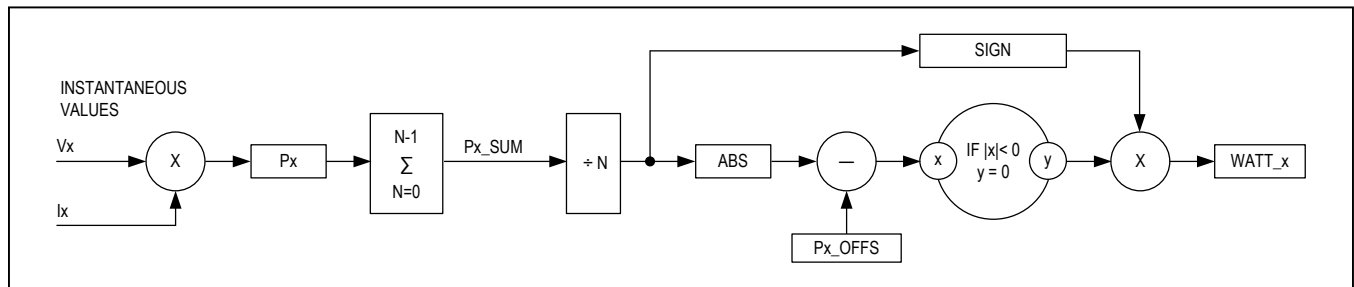 SIGN
INSTANTANEOUS
VALUES
Vx
Ix
X
Px
N-1
Σ
N=0
Px_SUM
÷ N
ABS
—
Px_OFFS
x
IF |x|< 0
y = 0
y
X
WATT_x